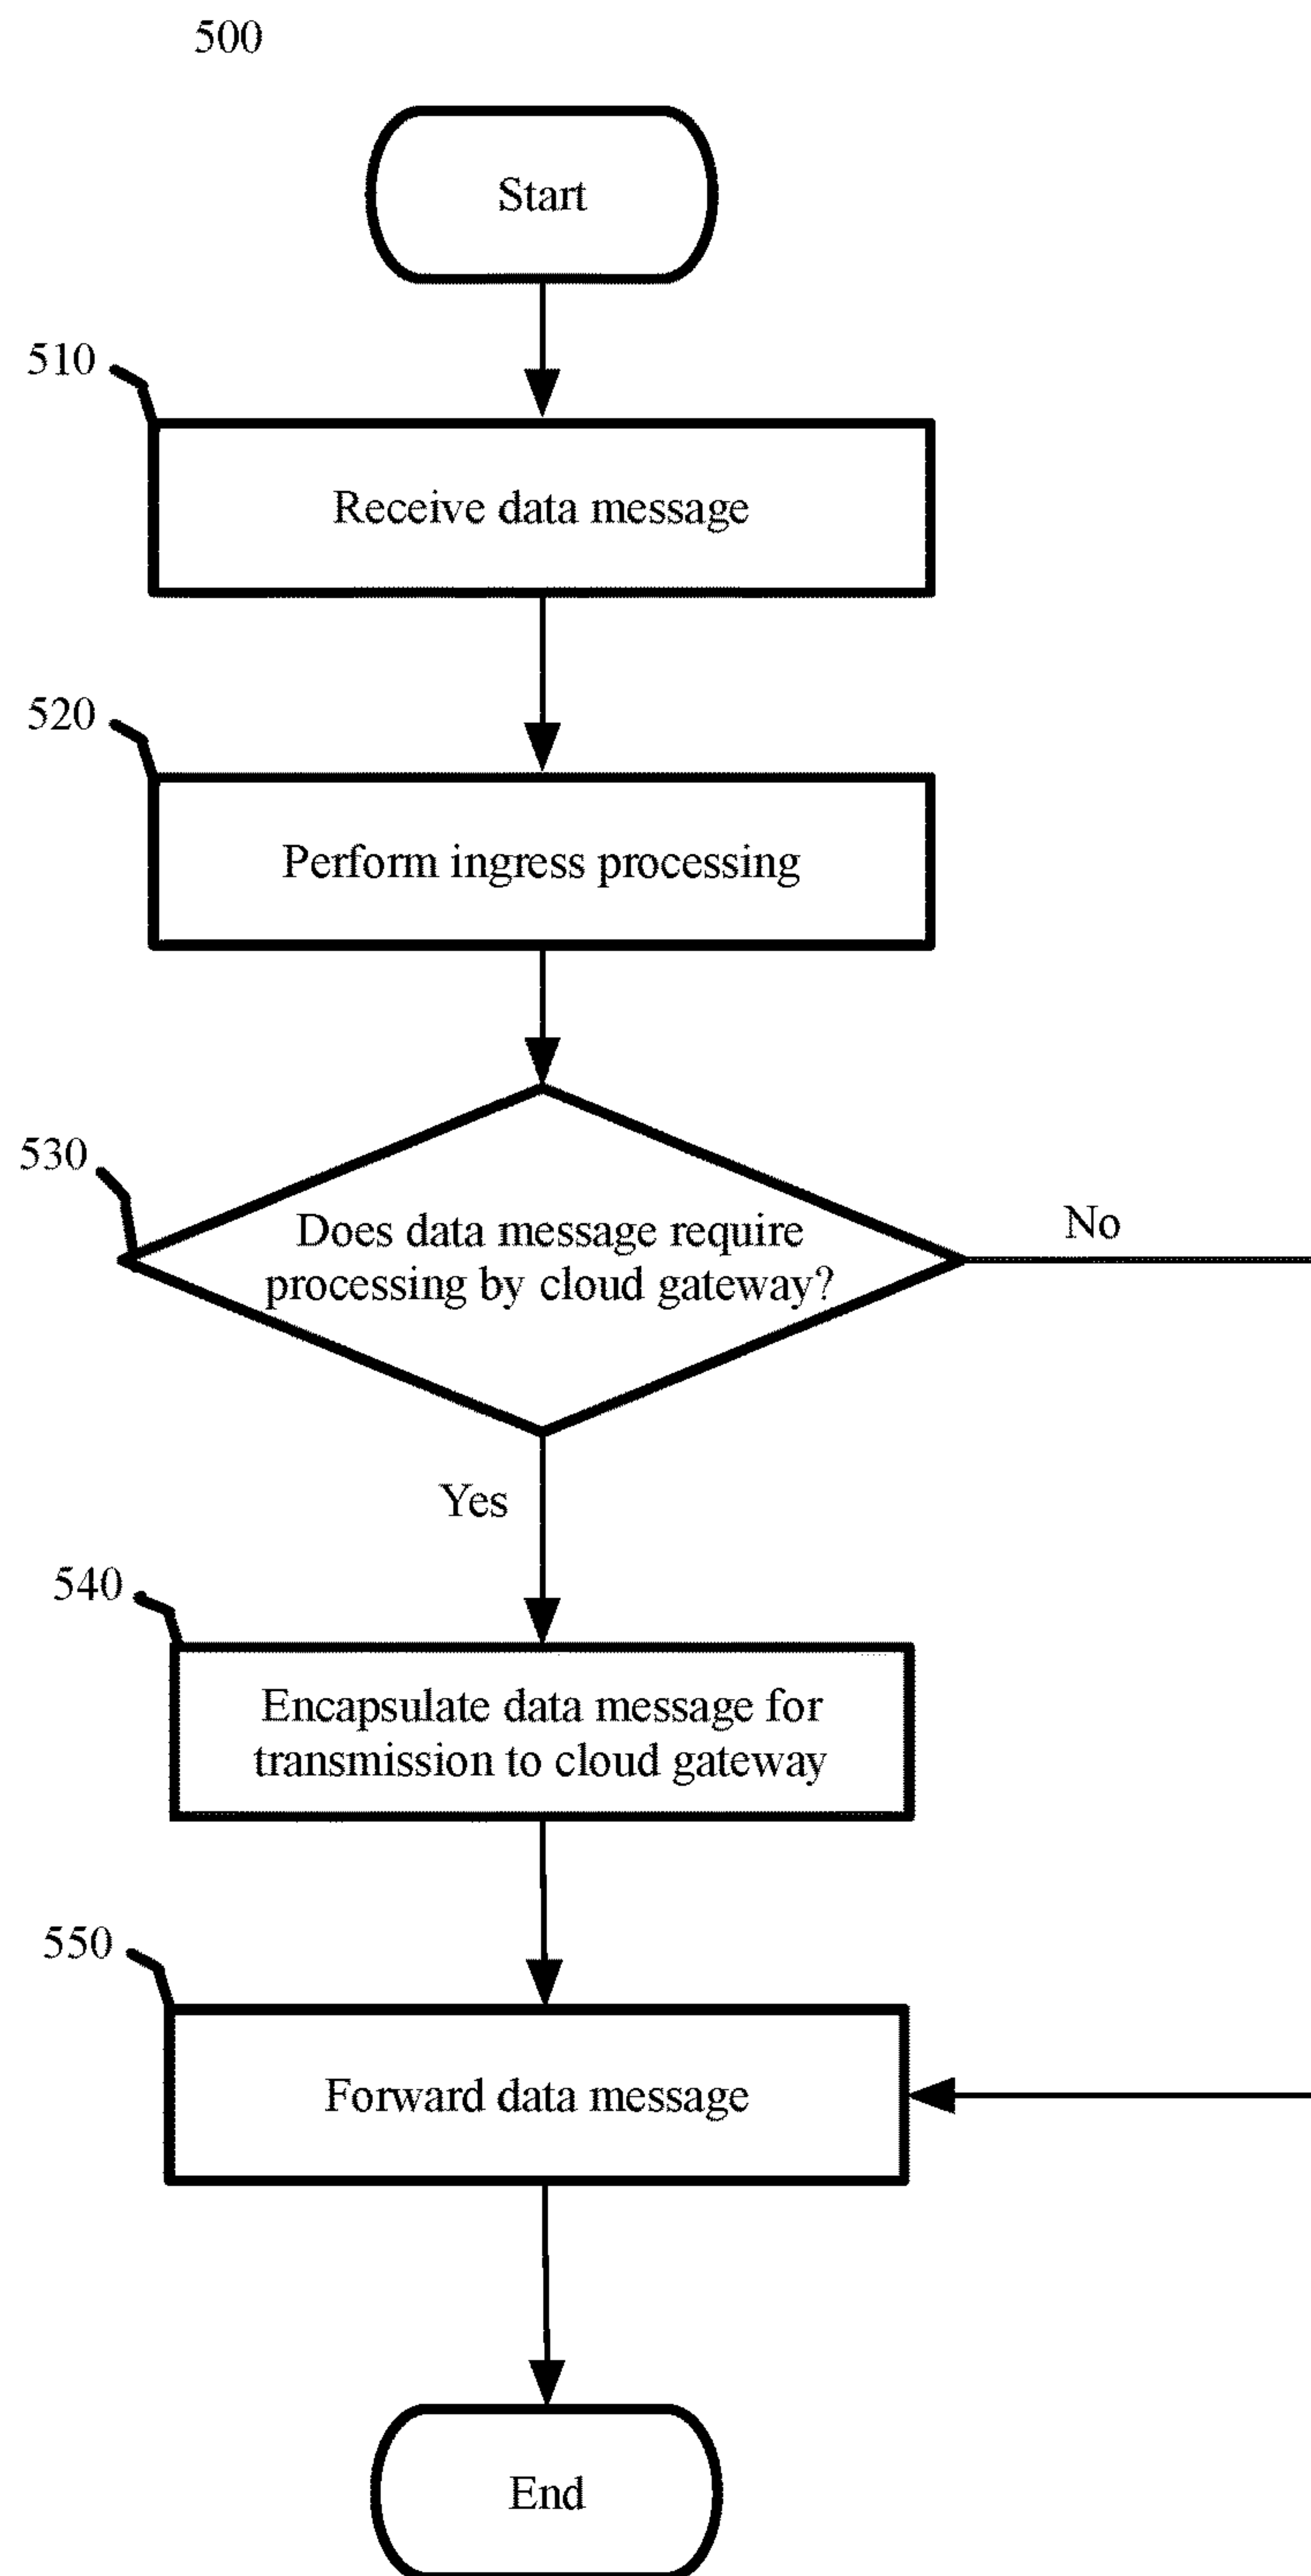 500
Start
510
Receive data message
520
Perform ingress processing
530
Does data message require
processing by cloud gateway?
No
Yes
540
Encapsulate data message for
transmission to cloud gateway
550
Forward data message
End